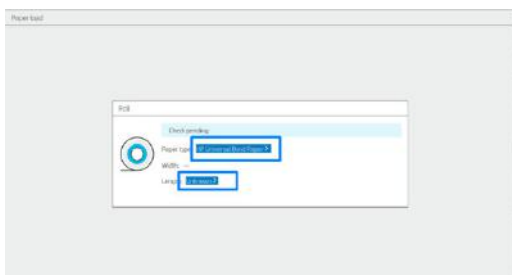 Paper load
Roll
Check pending
Paper type: HP Universal Bond Paper >
Width: ---
Length: